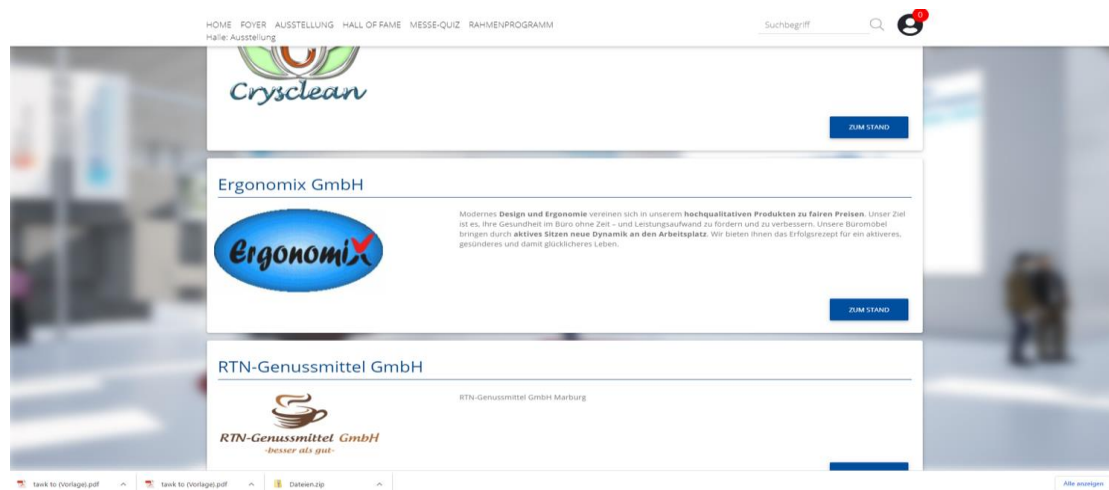 HOME FOYER AUSSTELLUNG HALL OF FAME MESSE-QUIZ RAHMENPROGRAMM
Suchbegriff
0
Halle: Ausstellung
Crysclean
ZUM STAND
Ergonomix GmbH
Ergonomix
Modernes Design und Ergonomie vereinen sich in unserem hochqualitativen Produkten zu fairen Preisen. Unser Ziel
ist es, Ihre Gesundheit im Büro ohne Zeit – und Leistungsaufwand zu fördern und zu verbessern. Unsere Büromöbel
bringen durch aktives Sitzen neue Dynamik an den Arbeitsplatz. Wir bieten Ihnen das Erfolgsrezept für ein aktiveres,
gesünderes und damit glücklicheres Leben.
ZUM STAND
RTN-Genussmittel GmbH
RTN-Genussmittel GmbH Marburg
RTN-Genussmittel GmbH
-besser als gut-
tawk to (Vorlage).pdf
tawk to (Vorlage).pdf
Dateien.zip
Alle anzeigen